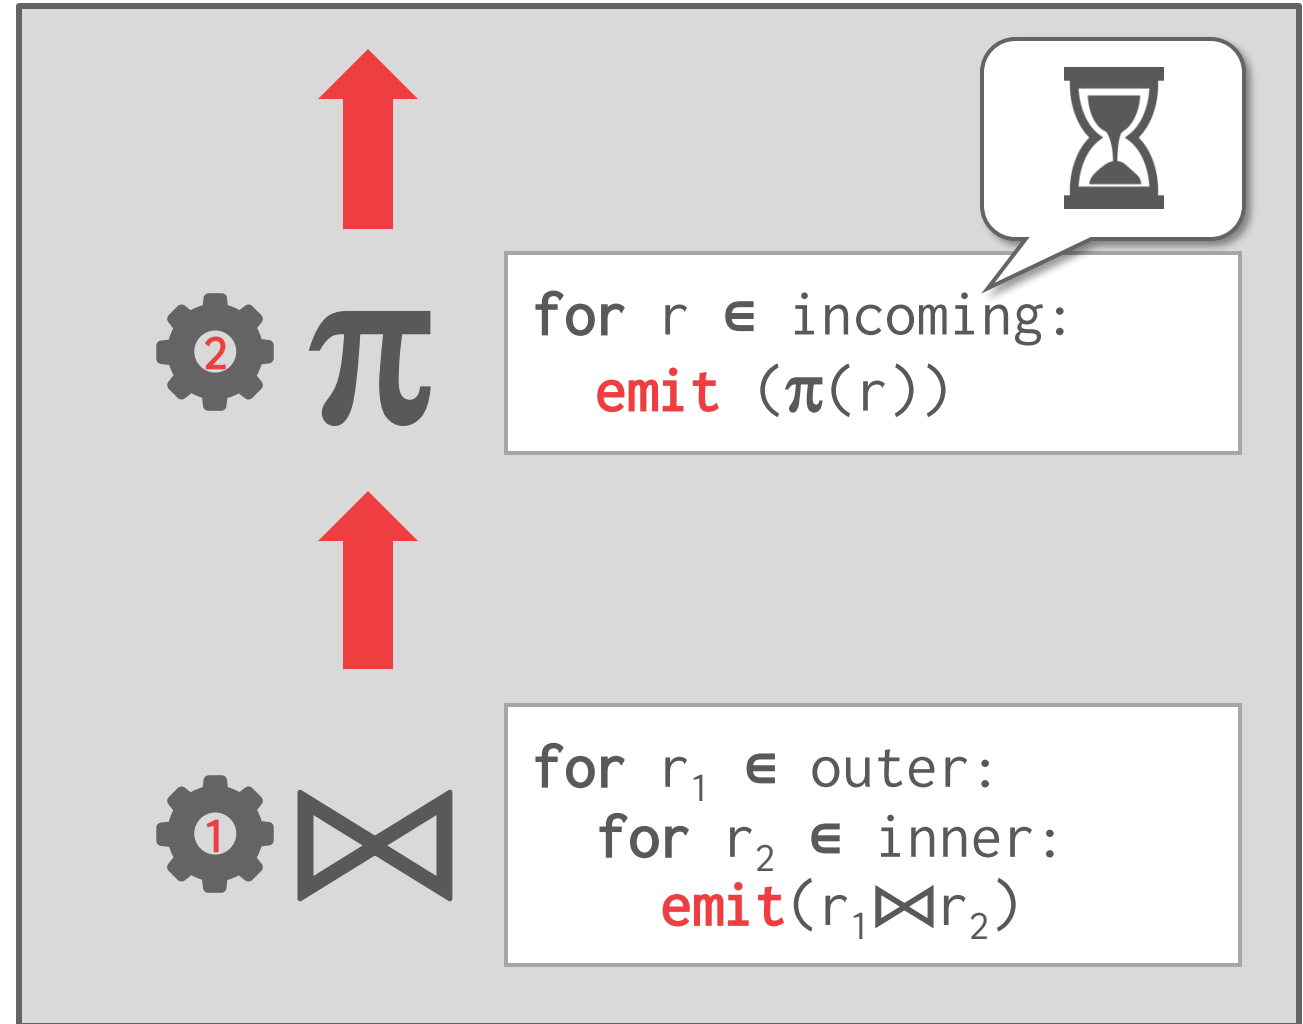 2 π
for r ∈ incoming:
emit (π(r))
1 ⋈
for r₁ ∈ outer:
for r₂ ∈ inner:
emit(r₁⋈r₂)